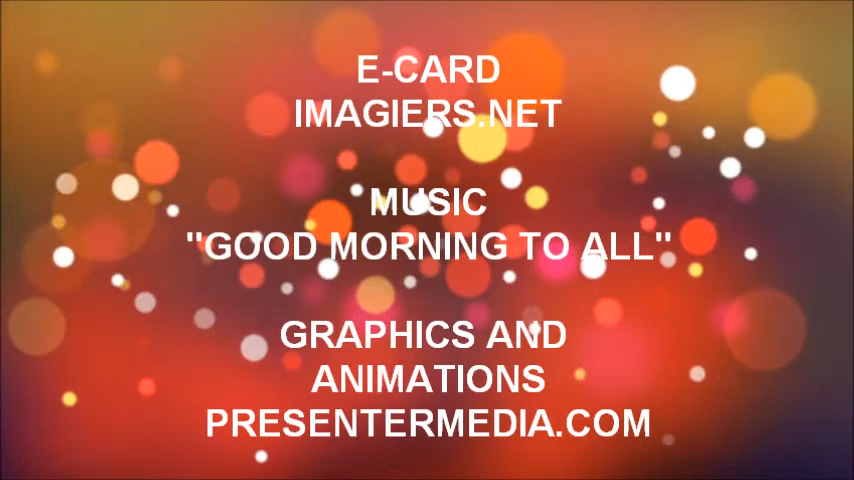 E-CARD
IMAGIERS.NET
MUSIC
"GOOD MORNING TO ALL"
GRAPHICS AND
ANIMATIONS
PRESENTERMEDIA.COM